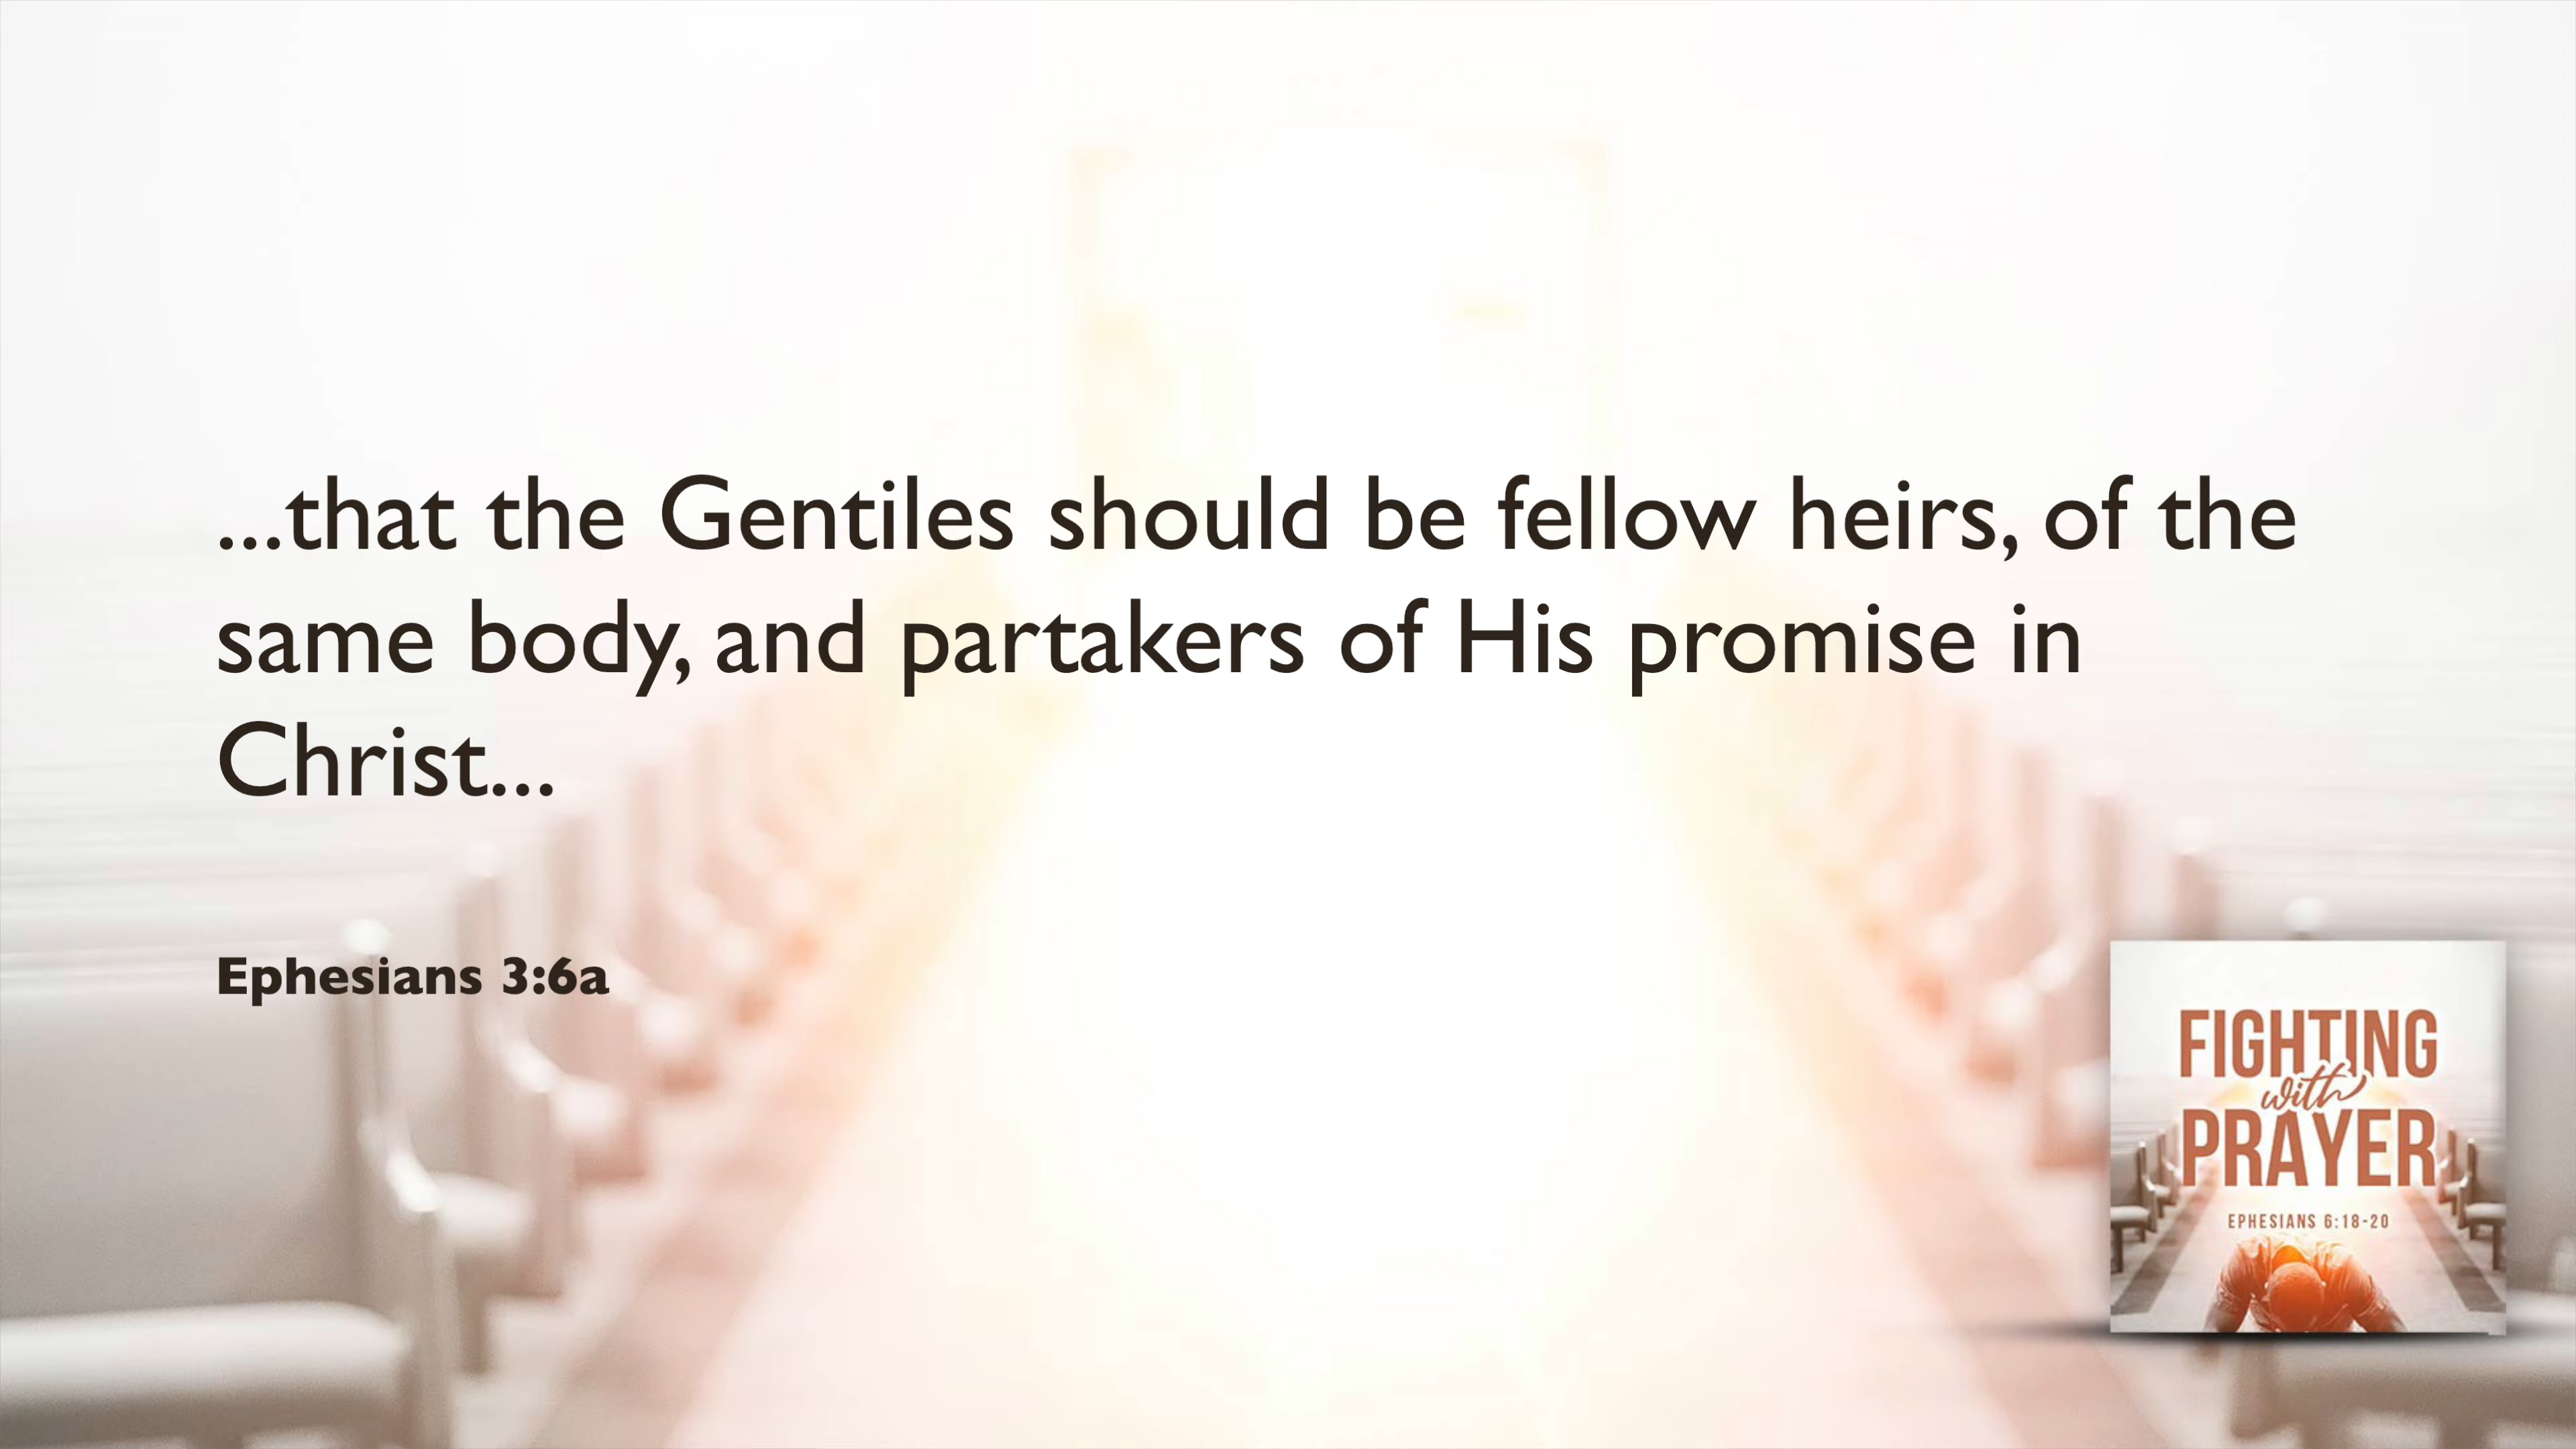 ...that the Gentiles should be fellow heirs, of the
same body, and partakers of His promise in
Christ...
Ephesians 3:6a
FIGHTING
with
PRAYER
EPHESIANS 6:18-20